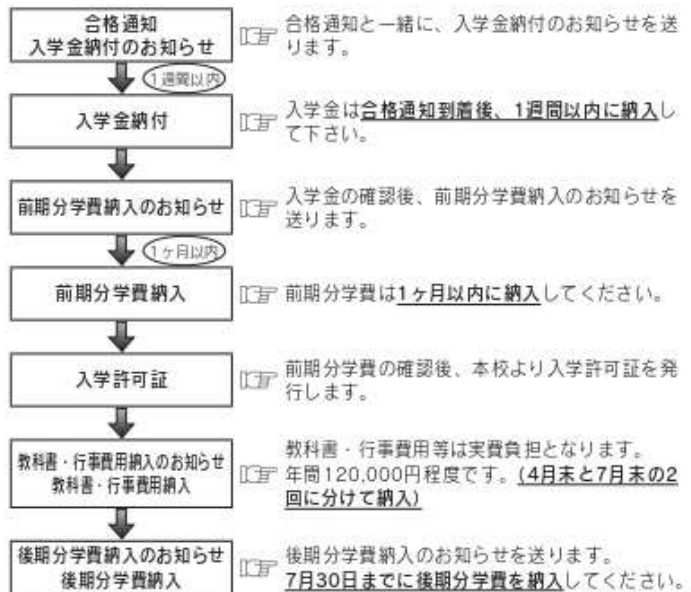 合格通知
入学金納付のお知らせ
合格通知と一緒に、入学金納付のお知らせを送
ります。
1週間以内
入学金納付
入学金は合格通知到着後、1週間以内に納入し
て下さい。
前期分学費納入のお知らせ
入学金の確認後、前期分学費納入のお知らせを
送ります。
1ヶ月以内
前期分学費納入
前期分学費は1ヶ月以内に納入してください。
入学許可証
前期分学費の確認後、本校より入学許可証を発
行します。
教科書・行事費用納入のお知らせ
教科書・行事費用納入
教科書・行事費用等は実費負担となります。
年間120,000円程度です。(4月末と7月末の2
回に分けて納入)
後期分学費納入のお知らせ
後期分学費納入
後期分学費納入のお知らせを送ります。
7月30日までに後期分学費を納入してください。